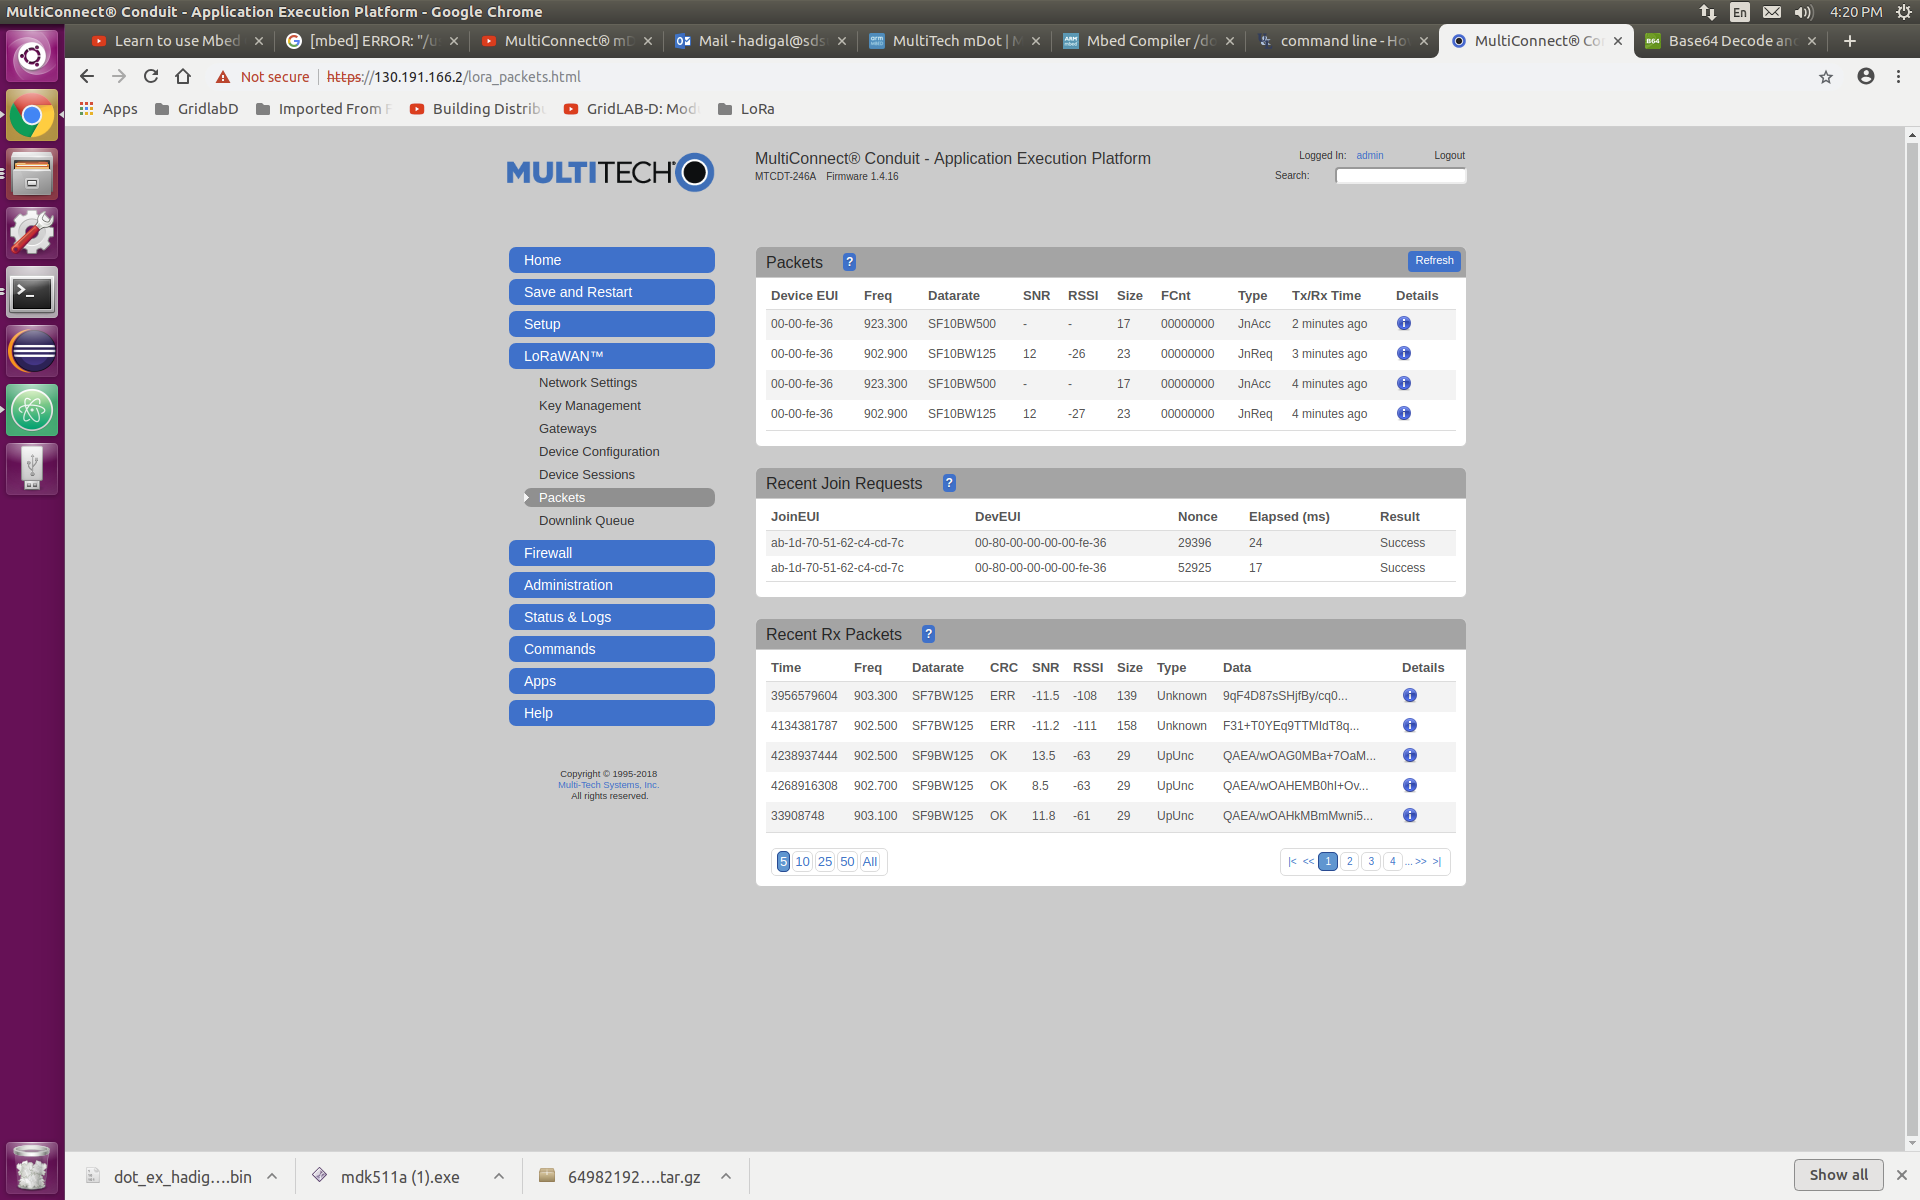 MultiConnect® Conduit - Application Execution Platform - Google Chrome
En
4:20 PM
Learn to use Mbed
[mbed] ERROR: "/u
MultiConnect® mD
Mail - hadigal@sds
MultiTech mDot | M
Mbed Compiler /do
command line - Ho
MultiConnect® Co
Base64 Decode and
Not secure
https://130.191.166.2/lora_packets.html
Apps
GridlabD
Imported From F
Building Distrib
GridLAB-D: Mod
LoRa
MULTITECH
MultiConnect® Conduit - Application Execution Platform
MTCDT-246A Firmware 1.4.16
Logged In: admin Logout
Search:
Home
Save and Restart
Setup
LoRaWAN™
Network Settings
Key Management
Gateways
Device Configuration
Device Sessions
Packets
Downlink Queue
Firewall
Administration
Status & Logs
Commands
Apps
Help
Copyright © 1995-2018
Multi-Tech Systems, Inc.
All rights reserved.
Packets ? Refresh
Device EUI Freq Datarate SNR RSSI Size FCnt Type Tx/Rx Time Details
00-00-fe-36 923.300 SF10BW500 - - 17 00000000 JnAcc 2 minutes ago
00-00-fe-36 902.900 SF10BW125 12 -26 23 00000000 JnReq 3 minutes ago
00-00-fe-36 923.300 SF10BW500 - - 17 00000000 JnAcc 4 minutes ago
00-00-fe-36 902.900 SF10BW125 12 -27 23 00000000 JnReq 4 minutes ago
Recent Join Requests ?
JoinEUI DevEUI Nonce Elapsed (ms) Result
ab-1d-70-51-62-c4-cd-7c 00-80-00-00-00-00-fe-36 29396 24 Success
ab-1d-70-51-62-c4-cd-7c 00-80-00-00-00-00-fe-36 52925 17 Success
Recent Rx Packets ?
Time Freq Datarate CRC SNR RSSI Size Type Data Details
3956579604 903.300 SF7BW125 ERR -11.5 -108 139 Unknown 9qF4D87sSHjfBy/cq0...
4134381787 902.500 SF7BW125 ERR -11.2 -111 158 Unknown F31+T0YEq9TTMIdT8q...
4238937444 902.500 SF9BW125 OK 13.5 -63 29 UpUnc QAEA/wOAG0MBa+7OaM...
4268916308 902.700 SF9BW125 OK 8.5 -63 29 UpUnc QAEA/wOAHEMB0hI+Ov...
33908748 903.100 SF9BW125 OK 11.8 -61 29 UpUnc QAEA/wOAHkMBmMwni5...
5 10 25 50 All
|< << 1 2 3 4 ... >> >|
dot_ex_hadig....bin
mdk511a (1).exe
64982192....tar.gz
Show all